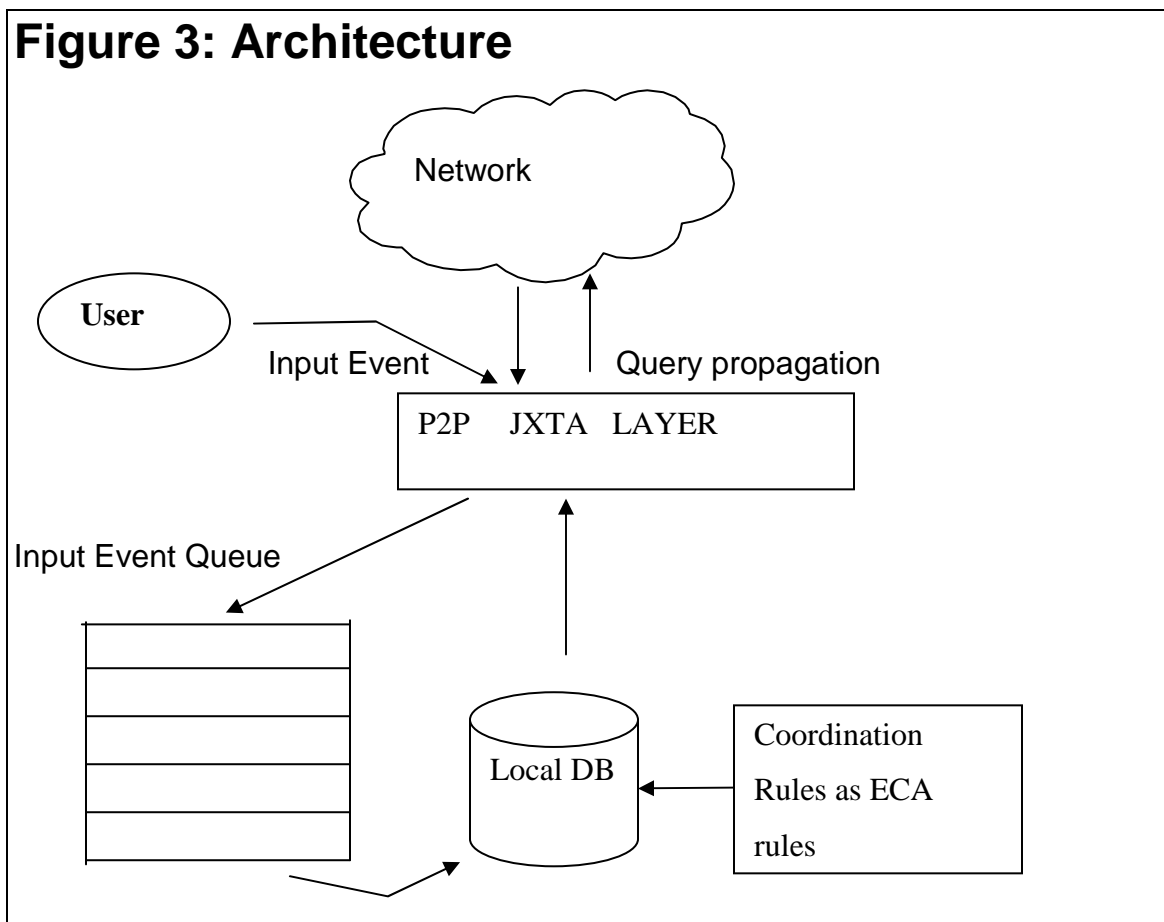 Figure 3: Architecture
Network
User
Input Event
Query propagation
P2P JXTA LAYER
Input Event Queue
Local DB
Coordination
Rules as ECA
rules